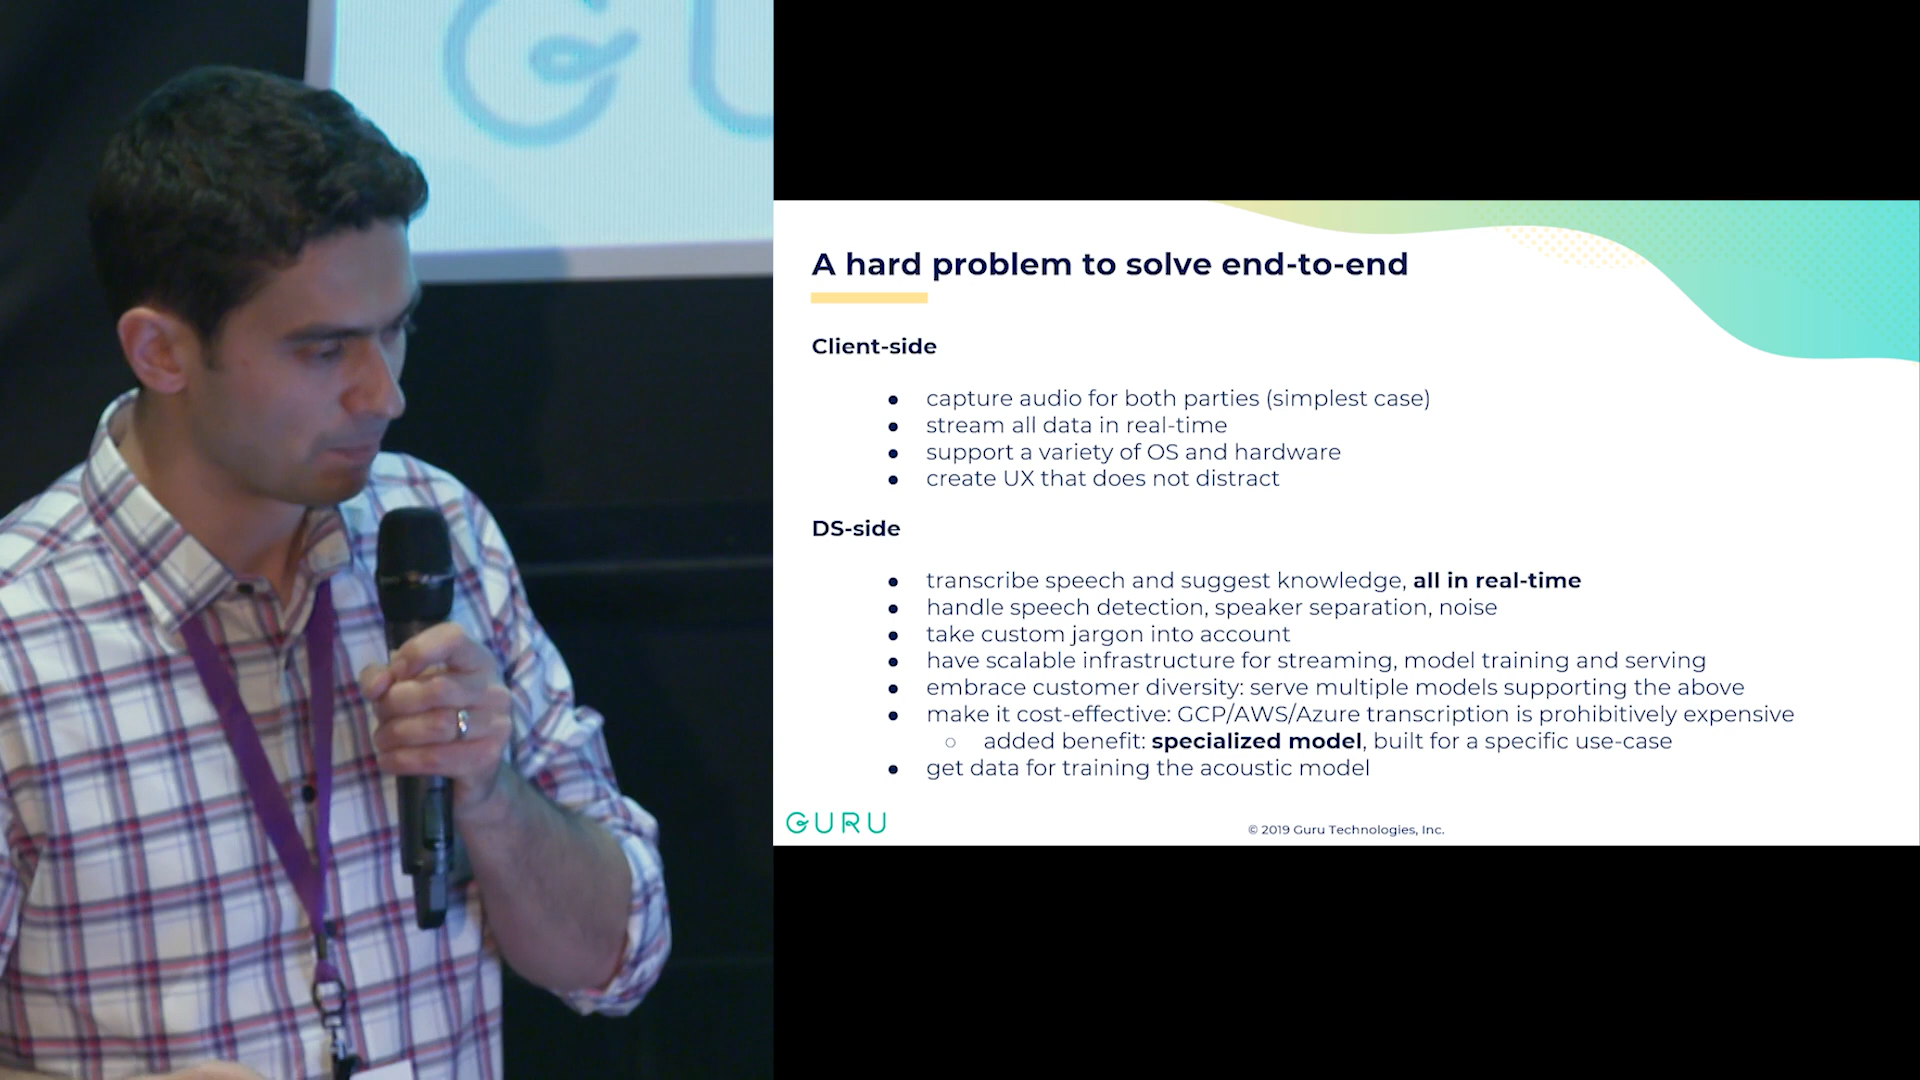 GU
A hard problem to solve end-to-end
Client-side
● capture audio for both parties (simplest case)
● stream all data in real-time
● support a variety of OS and hardware
● create UX that does not distract
DS-side
● transcribe speech and suggest knowledge, all in real-time
● handle speech detection, speaker separation, noise
● take custom jargon into account
● have scalable infrastructure for streaming, model training and serving
● embrace customer diversity: serve multiple models supporting the above
● make it cost-effective: GCP/AWS/Azure transcription is prohibitively expensive
○ added benefit: specialized model, built for a specific use-case
● get data for training the acoustic model
GURU
© 2019 Guru Technologies, Inc.